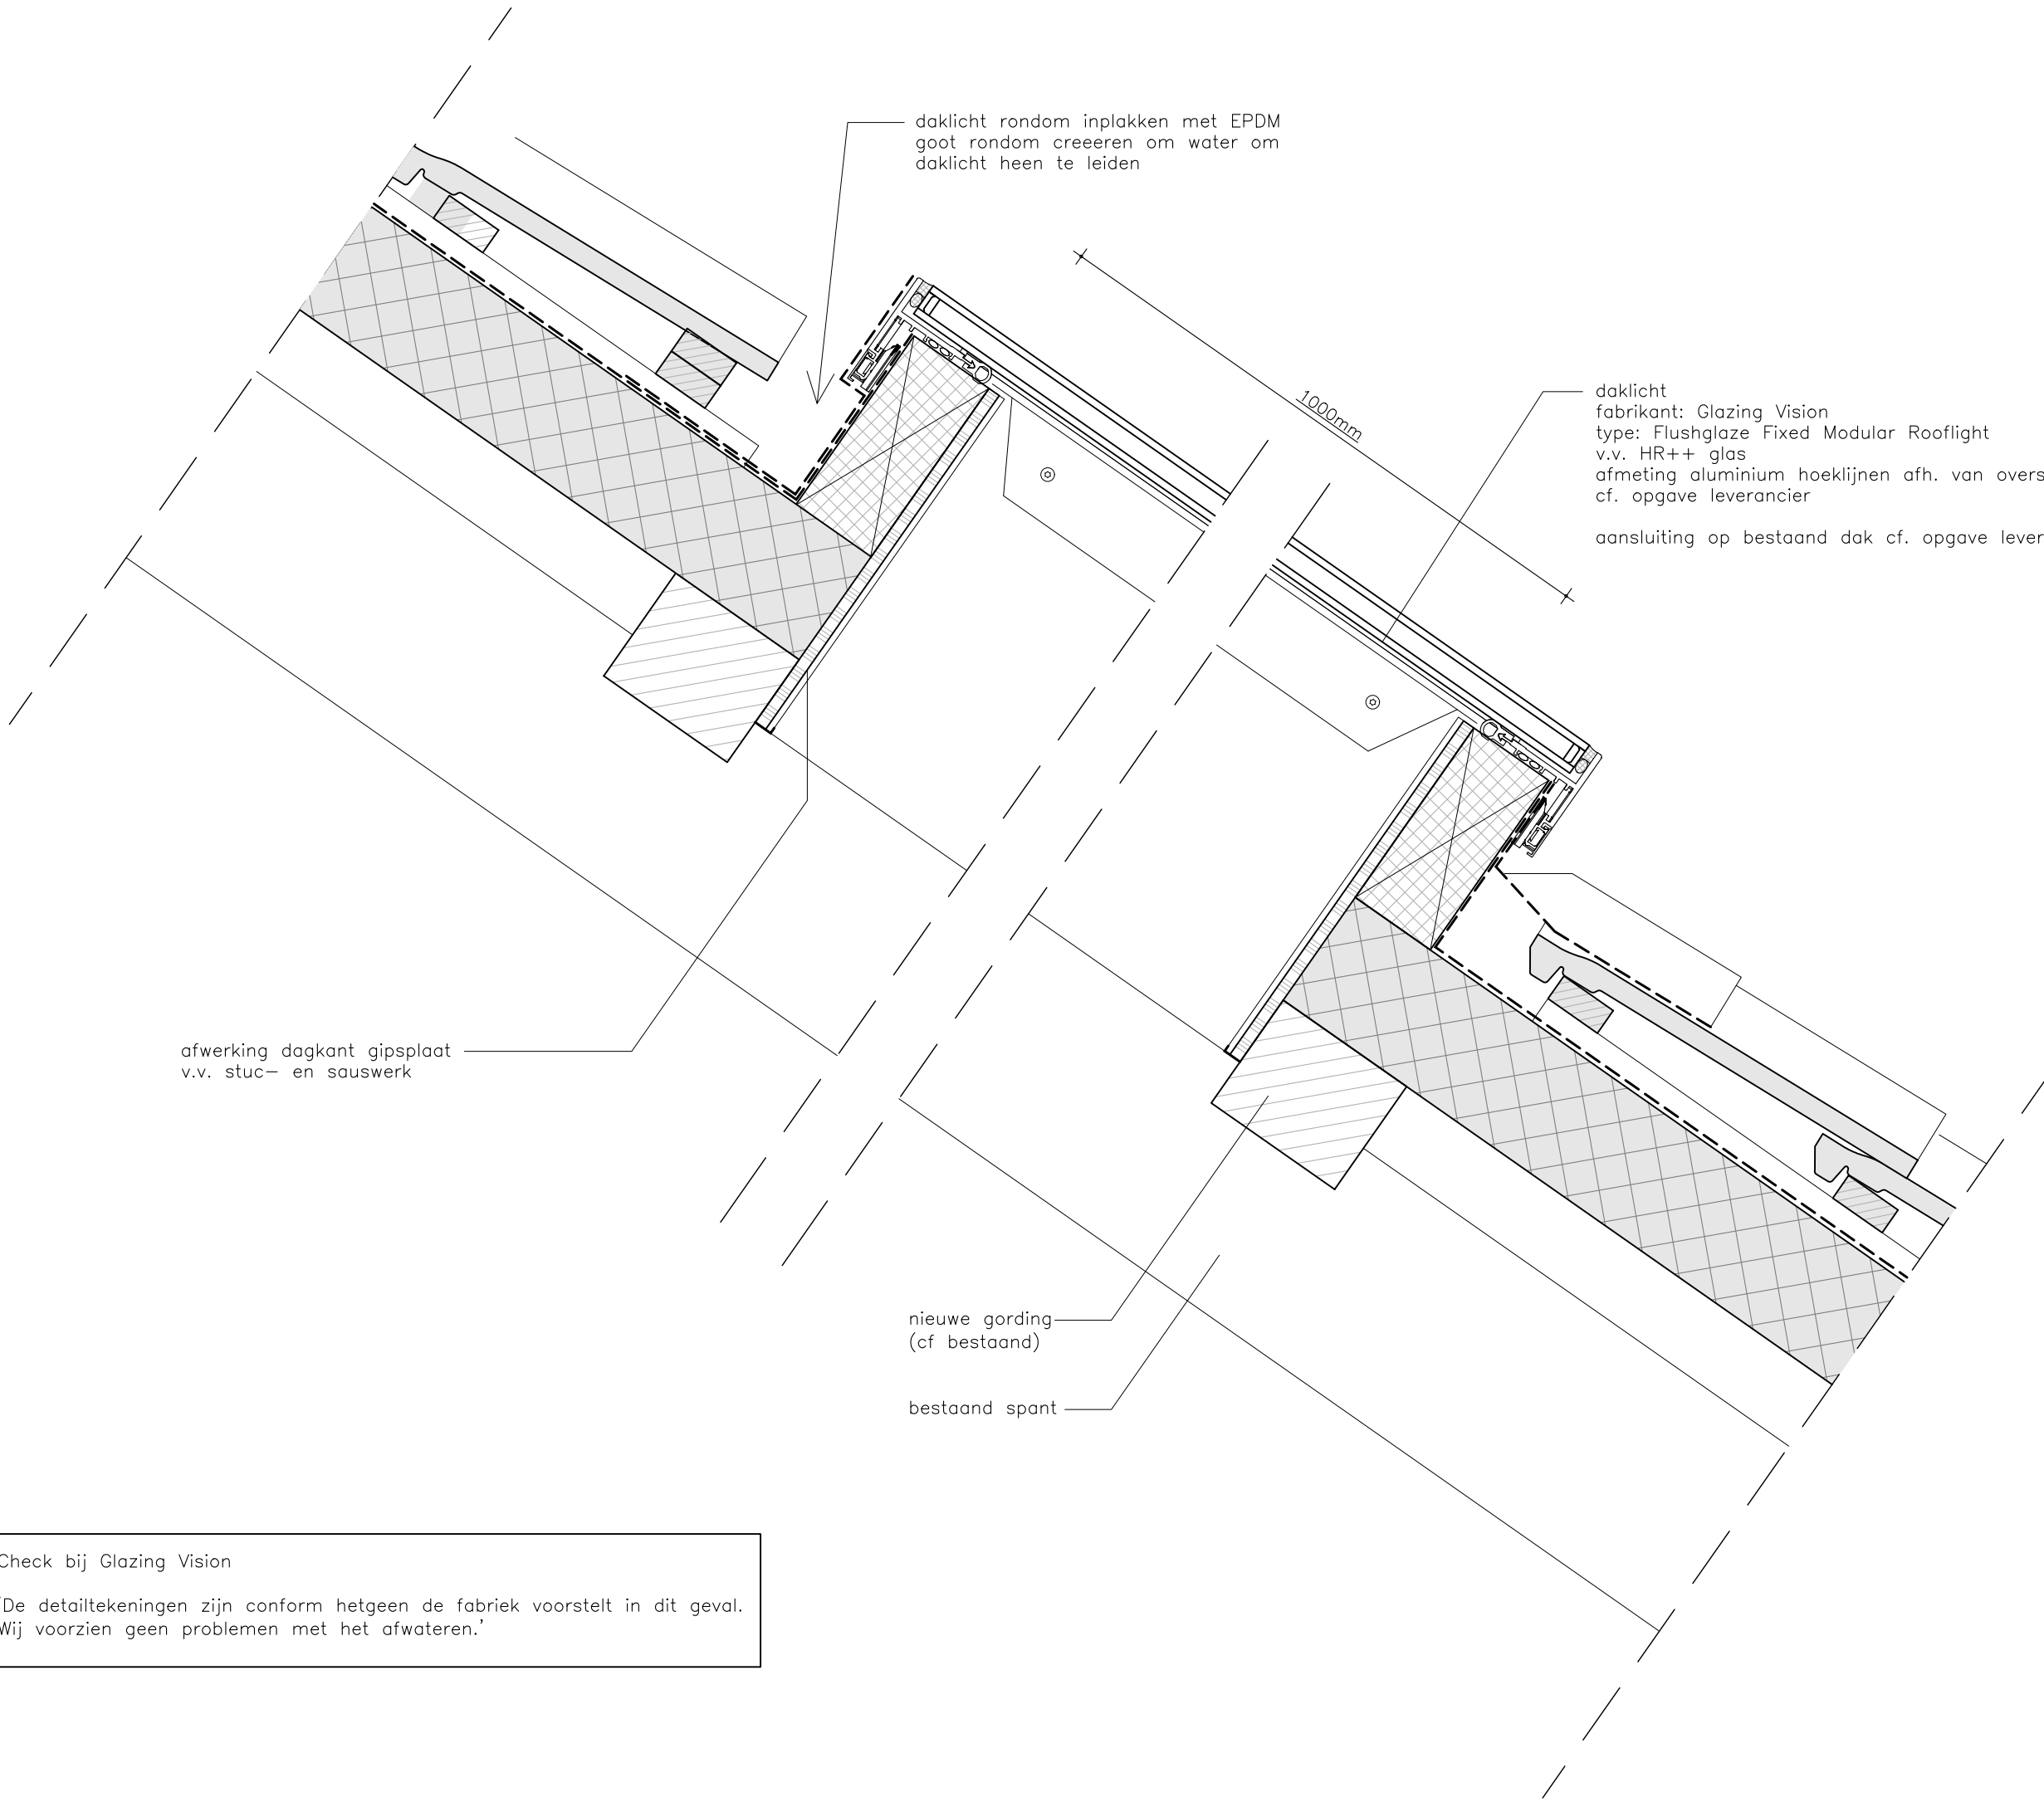 daklicht rondom inplakken met EPDM
goot rondom creeeren om water om
daklicht heen te leiden
1000mm
daklicht
fabrikant: Glazing Vision
type: Flushglaze Fixed Modular Rooflight
v.v. HR++ glas
afmeting aluminium hoeklijnen afh. van overs
cf. opgave leverancier
aansluiting op bestaand dak cf. opgave lever
afwerking dagkant gipsplaat
v.v. stuc- en sauswerk
nieuwe gording
(cf bestaand)
bestaand spant
Check bij Glazing Vision
'De detailtekeningen zijn conform hetgeen de fabriek voorstelt in dit geval.
Wij voorzien geen problemen met het afwateren.'